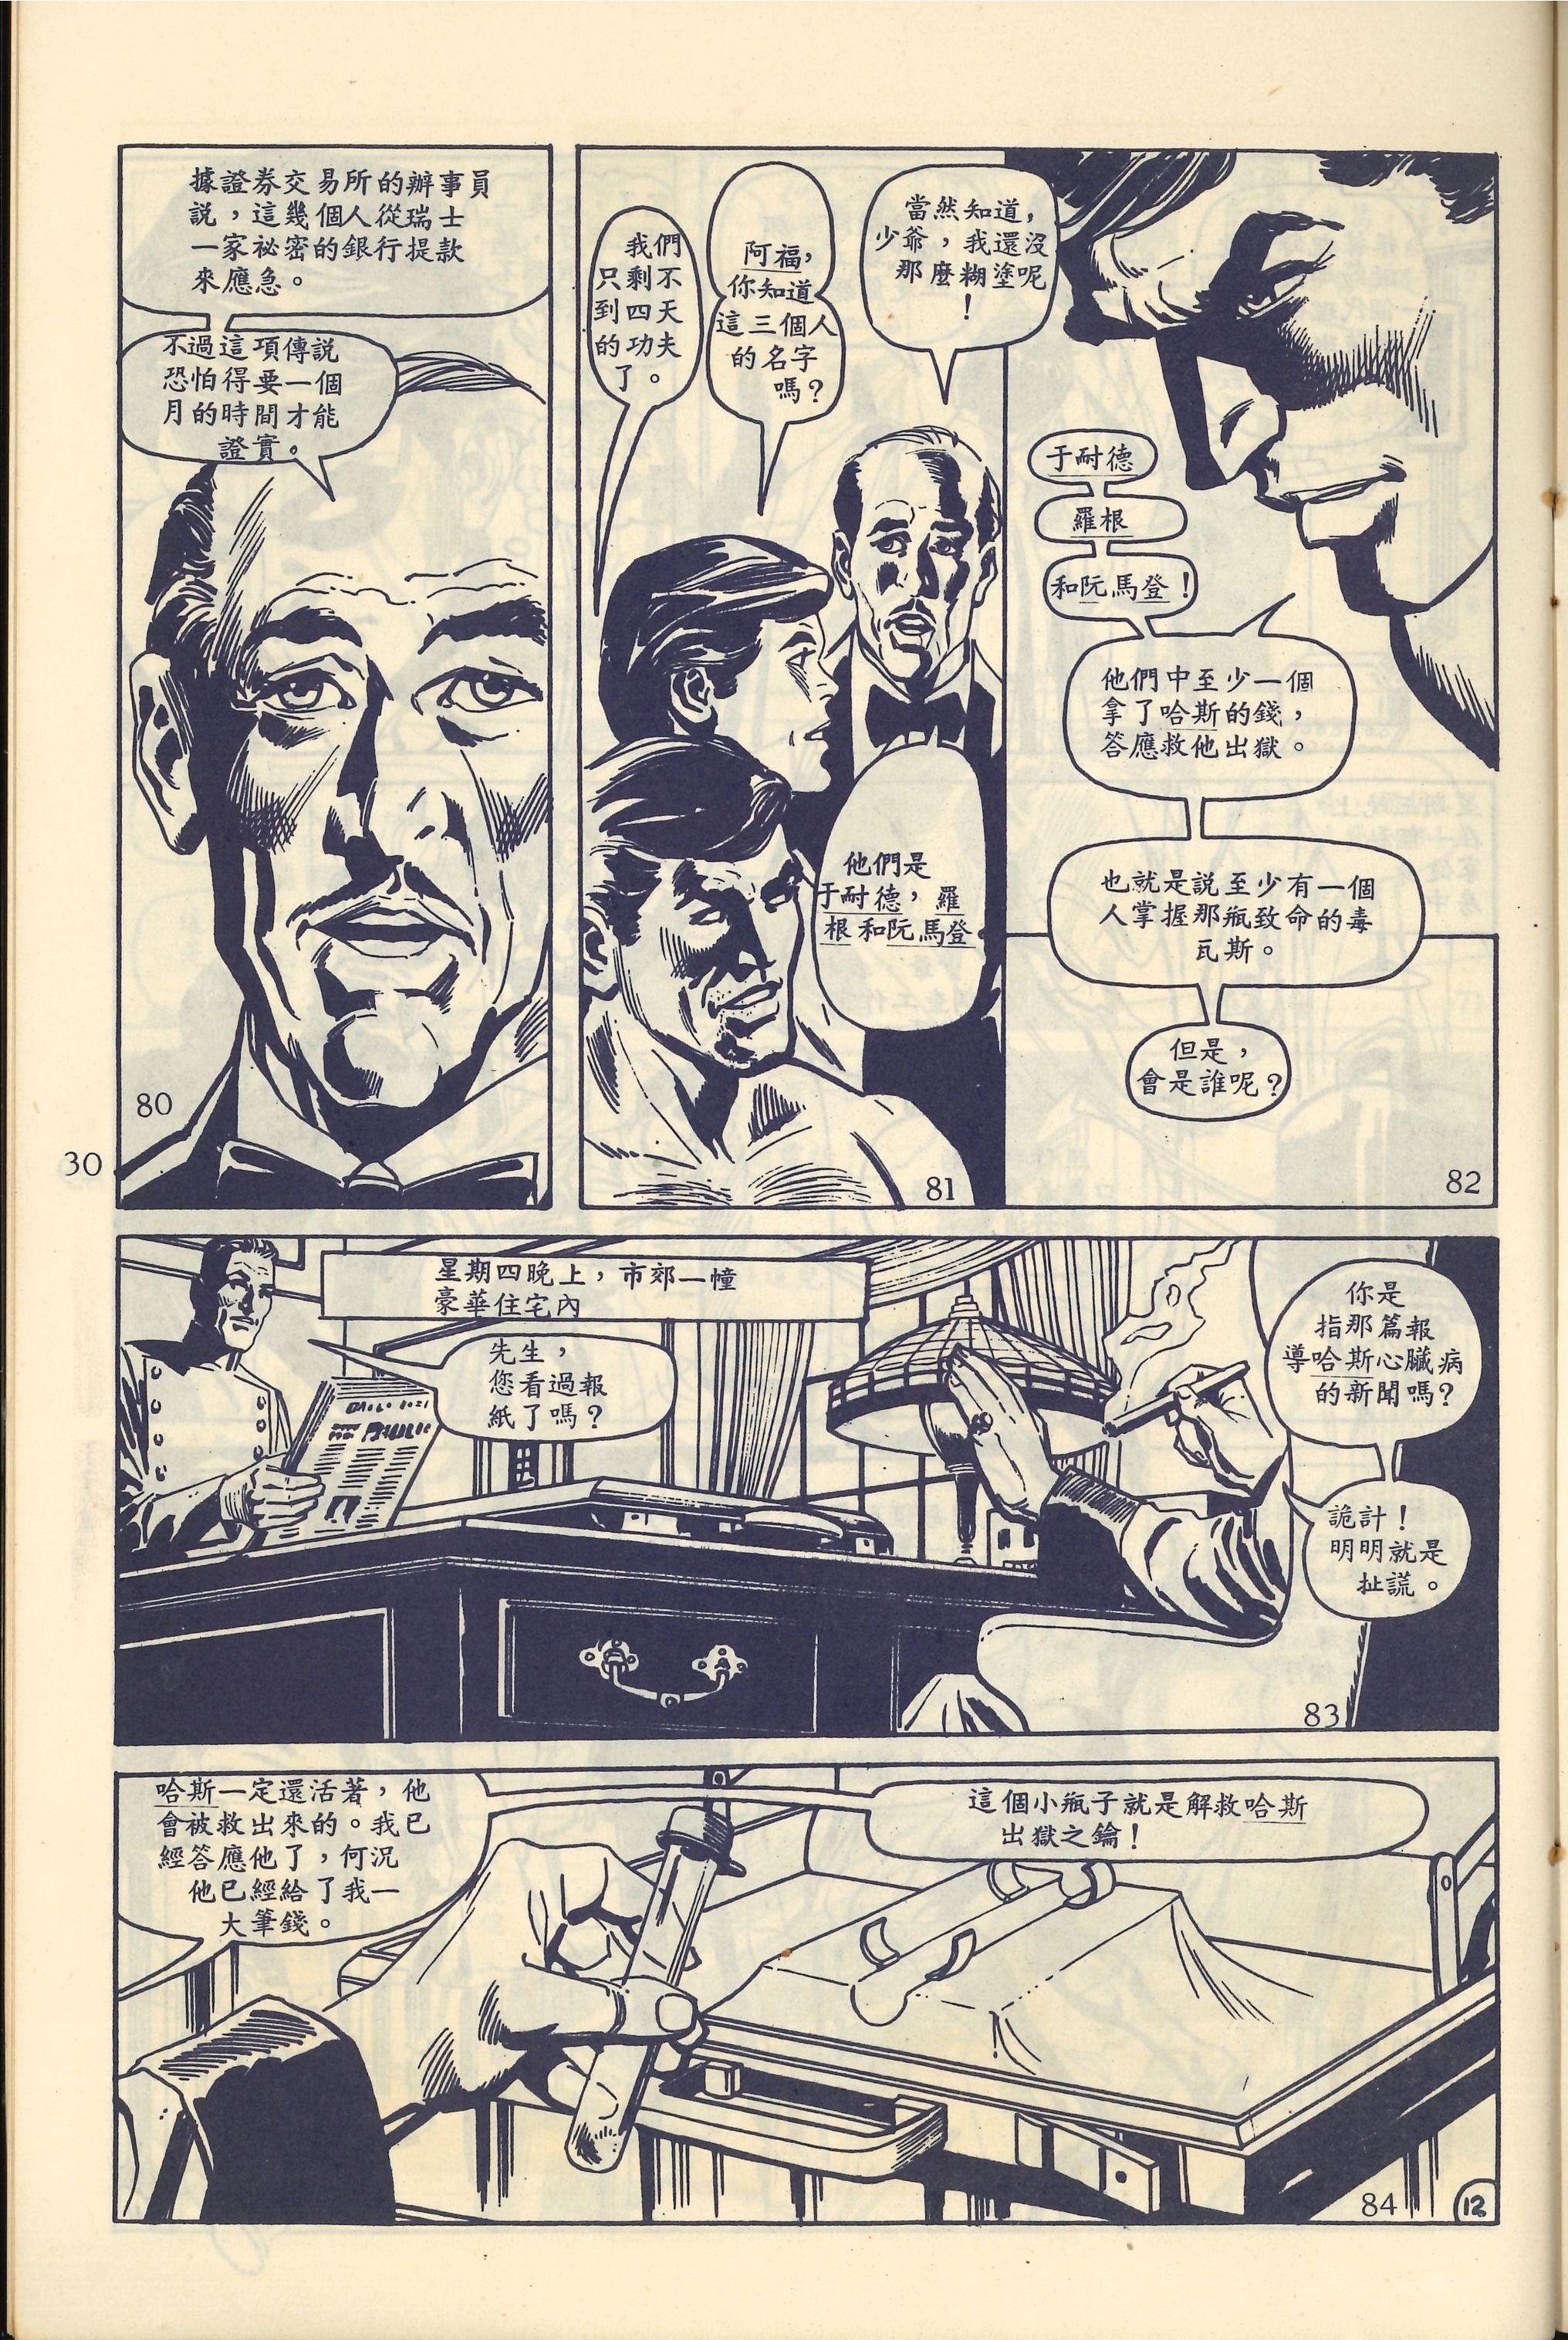 據證券交易所的辦事員
説，這幾個人從瑞士
一家祕密的銀行提款
來應急。
不過這項傳説
恐怕得要一個
月的時間才能
證實。
80
我們
只剩不
到四天
的功夫
了。
阿福，
你知道
這三個人
的名字
嗎？
當然知道，
少爺，我還沒
那麼糊塗呢
！
他們是
于耐德，羅
根和阮馬登。
81
于耐德
羅根
和阮馬登！
他們中至少一個
拿了哈斯的錢，
答應救他出獄。
也就是説至少有一個
人掌握那瓶致命的毒
瓦斯。
但是，
會是誰呢？
82
30
星期四晚上，市郊一幢
豪華住宅內
先生，
您看過報
紙了嗎？
你是
指那篇報
導哈斯心臟病
的新聞嗎？
詭計！
明明就是
扯謊。
83
哈斯一定還活著，他
會被救出來的。我已
經答應他了，何況
他已經給了我一
大筆錢。
這個小瓶子就是解救哈斯
出獄之鑰！
84
12